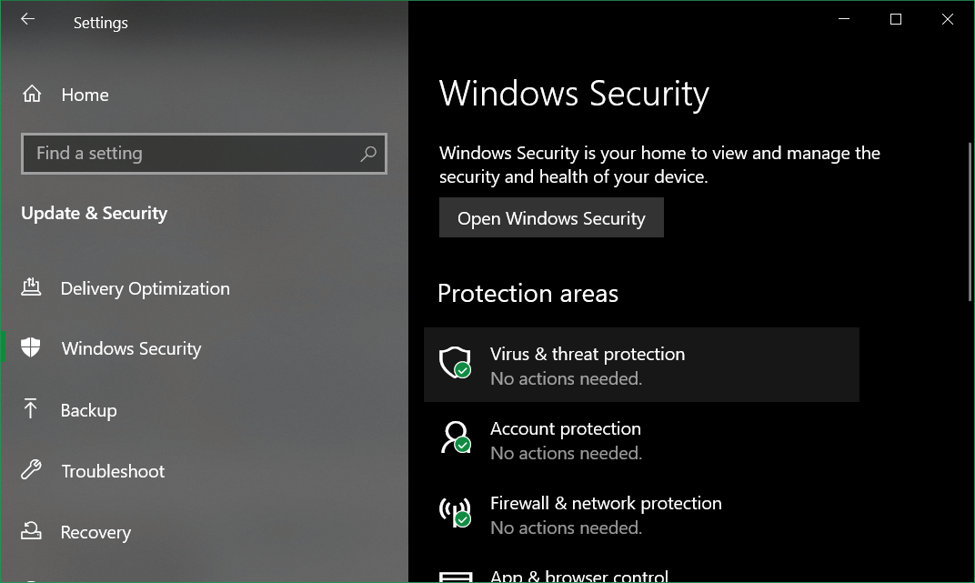 Settings
Home
Find a setting
Update & Security
Delivery Optimization
Windows Security
Backup
Troubleshoot
Recovery
Windows Security
Windows Security is your home to view and manage the
security and health of your device.
Open Windows Security
Protection areas
Virus & threat protection
No actions needed.
Account protection
No actions needed.
Firewall & network protection
No actions needed.
App & browser control